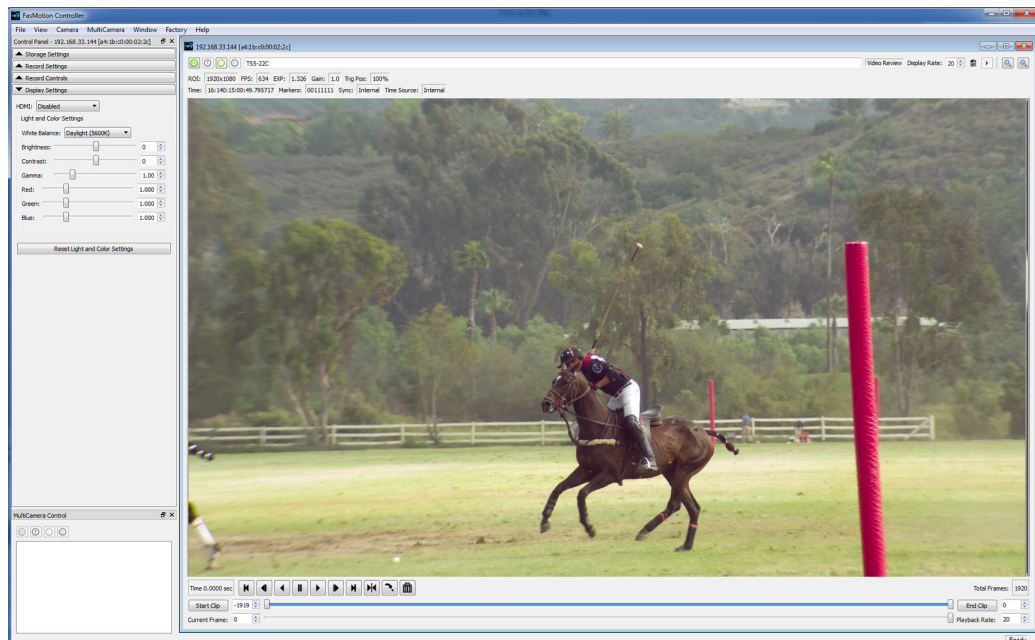 FasMotion Controller
File View Camera MultiCamera Window Factory Help
Control Panel - 192.168.33.144 [a4:1b:c0:00:02:2c]
Storage Settings
Record Settings
Record Controls
Display Settings
HDMI: Disabled
Light and Color Settings
White Balance: Daylight (5600K)
Brightness: 0
Contrast: 0
Gamma: 1.00
Red: 1.000
Green: 1.000
Blue: 1.000
Reset Light and Color Settings
MultiCamera Control
192.168.33.144 [a4:1b:c0:00:02:2c]
TS5-22C
Video Review Display Rate: 20
ROI: 1920x1080 FPS: 634 EXP: 1.326 Gain: 1.0 Trig Pos: 100%
Time: 16:140:15:00:49.795717 Markers: 00111111 Sync: Internal Time Source: Internal
Time 0.0000 sec
Total Frames: 1920
Start Clip -1919 End Clip 0
Current Frame: 0 Playback Rate: 20
Ready